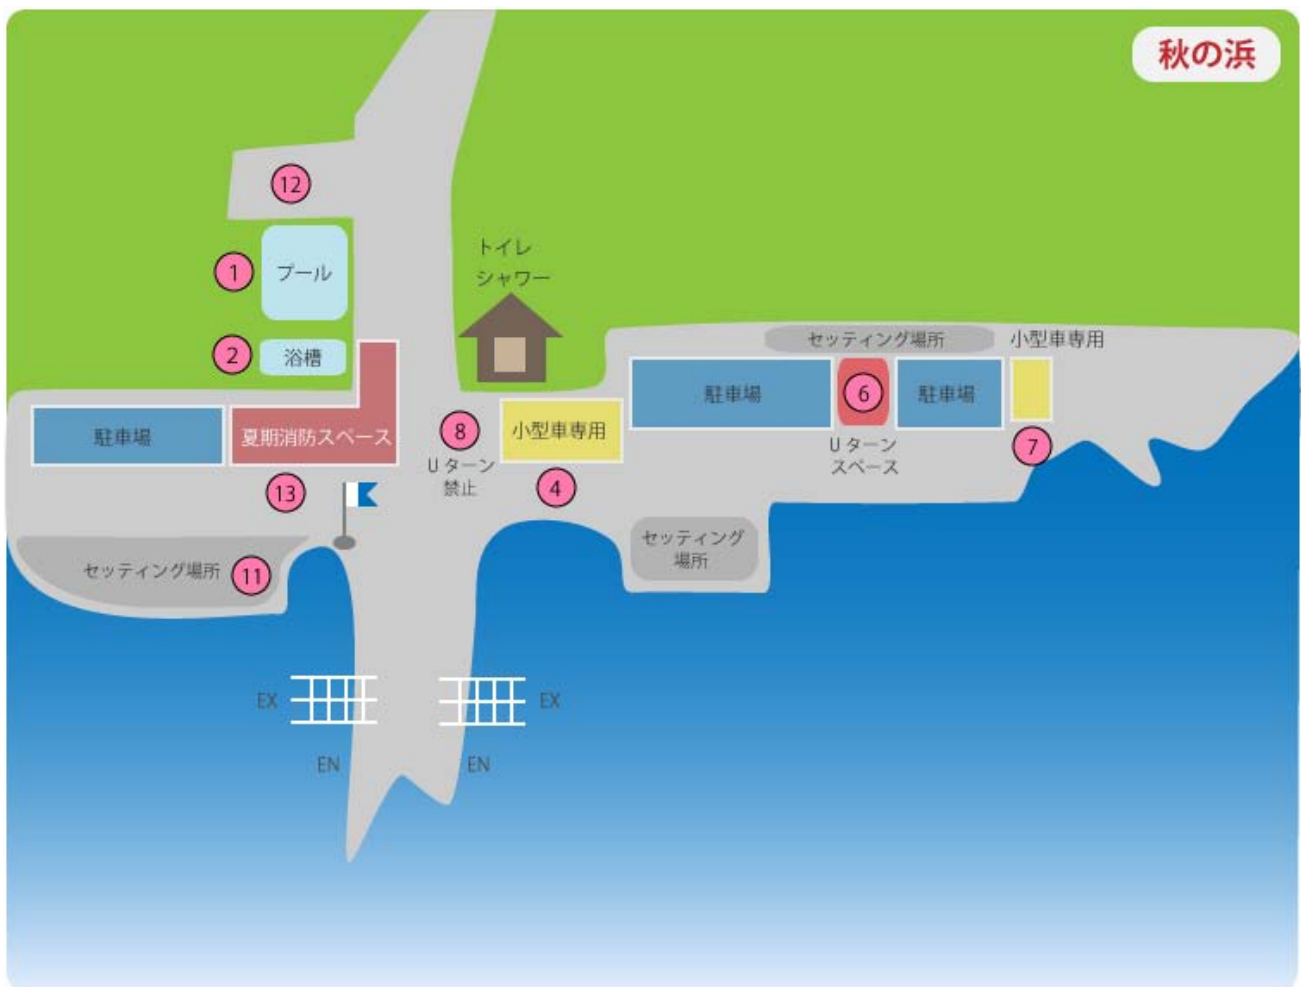 秋の浜
12
トイレ
シャワー
1
プール
2
浴槽
セッティング場所
小型車専用
駐車場
6
駐車場
駐車場
夏期消防スペース
8
Uターン
禁止
小型車専用
Uターン
スペース
7
13
4
セッティング
場所
セッティング場所
11
EX
EX
EN
EN